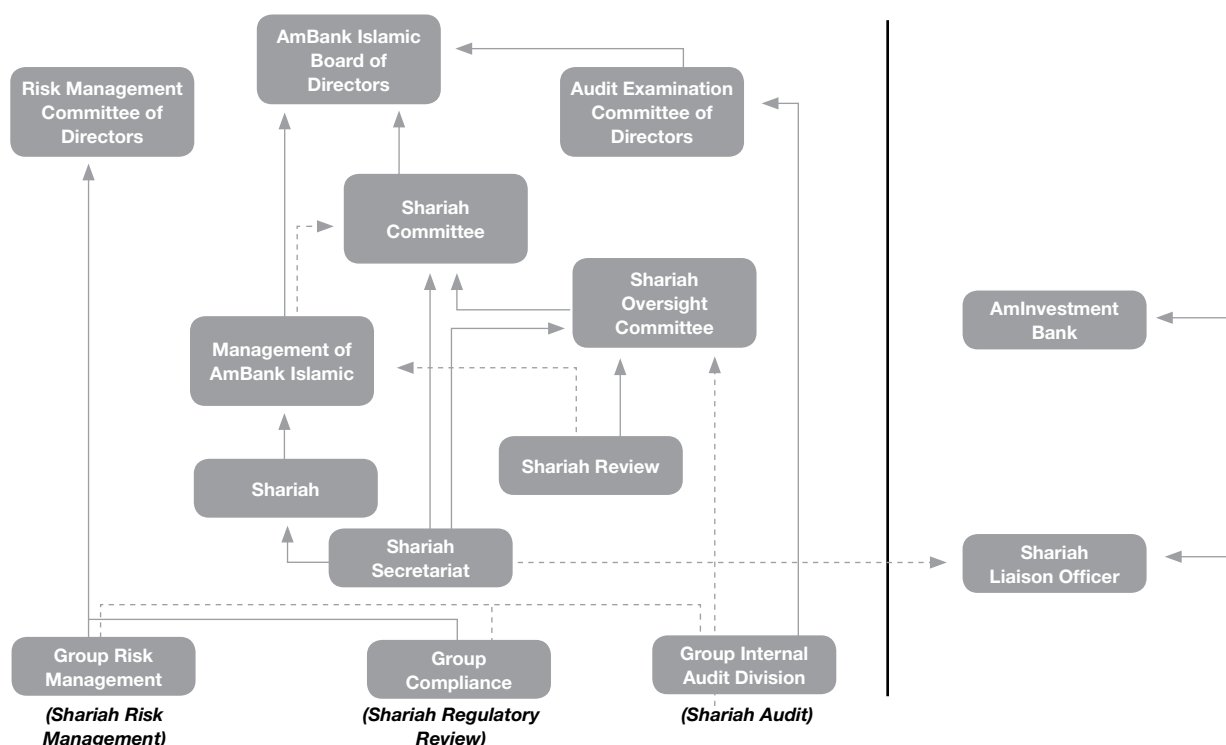 AmBank Islamic
Board of
Directors
Risk Management
Committee of
Directors
Audit Examination
Committee of
Directors
Shariah
Committee
Shariah
Oversight
Committee
AmInvestment
Bank
Management of
AmBank Islamic
Shariah Review
Shariah
Shariah
Secretariat
Shariah
Liaison Officer
Group Risk
Management
Group
Compliance
Group Internal
Audit Division
(Shariah Risk
Management)
(Shariah Regulatory
Review)
(Shariah Audit)